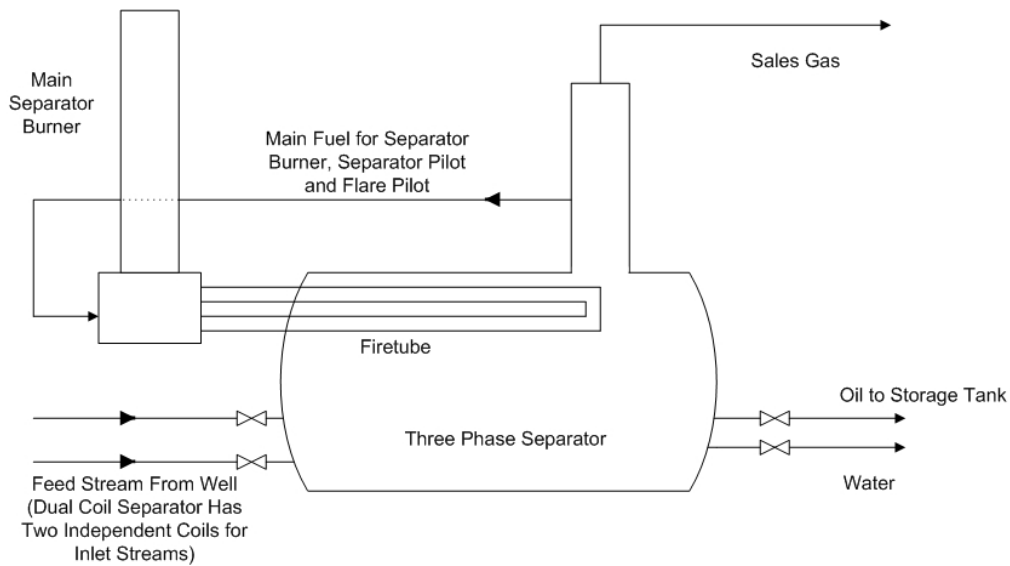 Sales Gas
Main
Separator
Burner
Main Fuel for Separator
Burner, Separator Pilot
and Flare Pilot
Firetube
Oil to Storage Tank
Three Phase Separator
Feed Stream From Well
(Dual Coil Separator Has
Two Independent Coils for
Inlet Streams)
Water